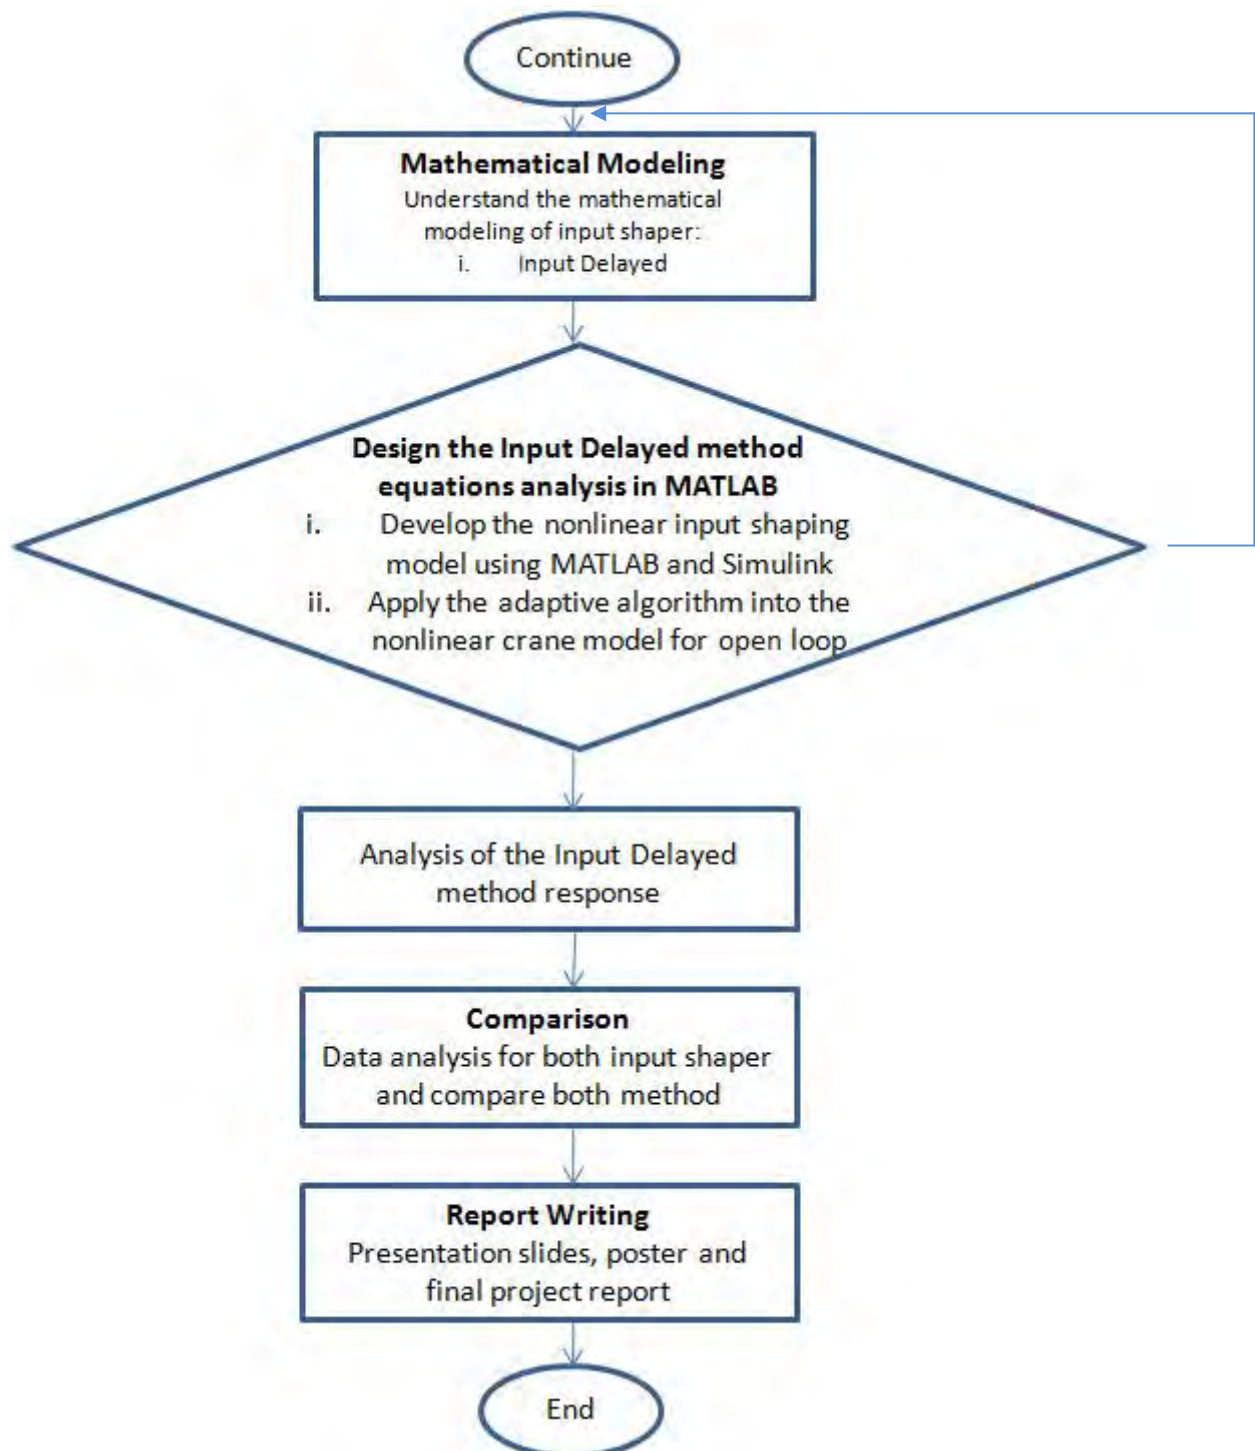 Continue
Mathematical Modeling
Understand the mathematical
modeling of input shaper:
i. Input Delayed
Design the Input Delayed method
equations analysis in MATLAB
i. Develop the nonlinear input shaping
model using MATLAB and Simulink
ii. Apply the adaptive algorithm into the
nonlinear crane model for open loop
Analysis of the Input Delayed
method response
Comparison
Data analysis for both input shaper
and compare both method
Report Writing
Presentation slides, poster and
final project report
End